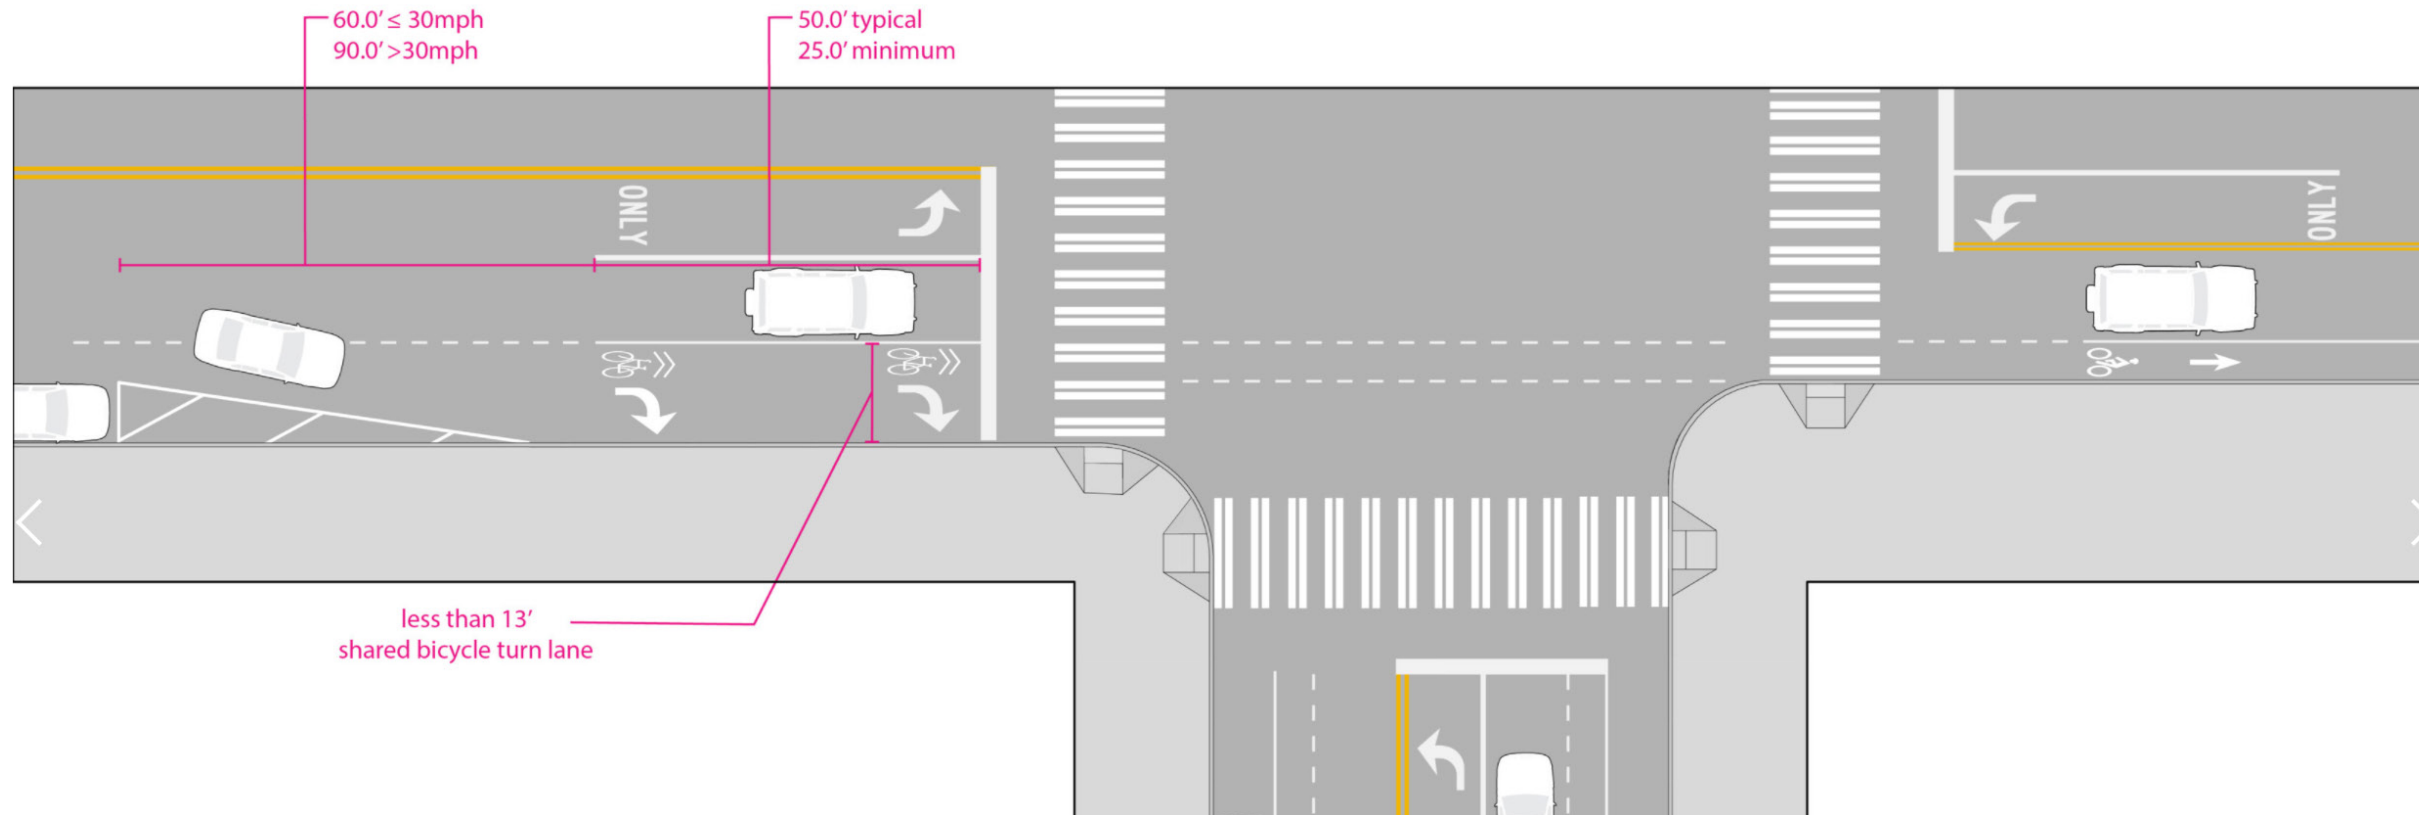 60.0’ ≤ 30mph
90.0’ >30mph
50.0’ typical
25.0’ minimum
ONLY
ONLY
less than 13’
shared bicycle turn lane